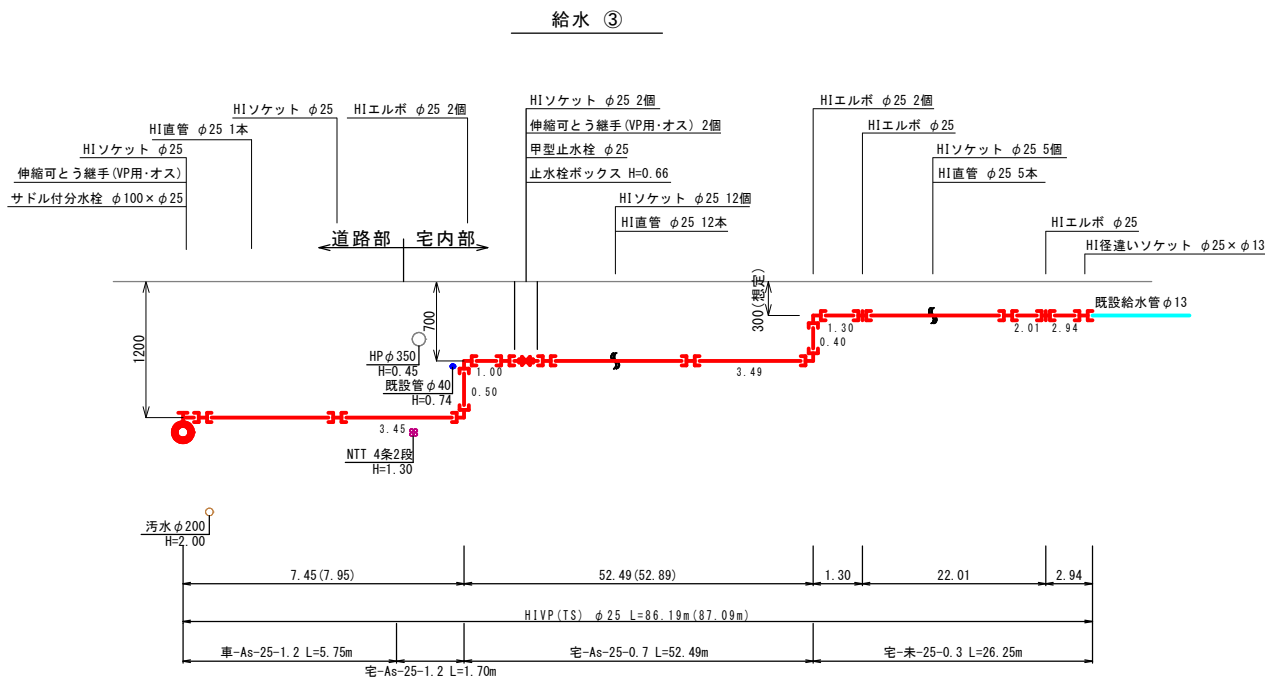 給水 ③
HIソケット φ25
HIエルボ φ25 2個
HIソケット φ25 2個
HIエルボ φ25 2個
HI直管 φ25 1本
伸縮可とう継手(VP用・オス) 2個
HIエルボ φ25
HIソケット φ25
甲型止水栓 φ25
HIソケット φ25 5個
伸縮可とう継手(VP用・オス)
止水栓ボックス H=0.66
HI直管 φ25 5本
サドル付分水栓 φ100×φ25
HIソケット φ25 12個
HI直管 φ25 12本
HIエルボ φ25
道路部 宅内部
HI径違いソケット φ25×φ13
1200
700
300(想定)
既設給水管φ13
HPφ350
H=0.45
既設管φ40
H=0.74
1.00
0.50
3.49
1.30
0.40
2.01
2.94
3.45
NTT 4条2段
H=1.30
汚水φ200
H=2.00
7.45(7.95)
52.49(52.89)
1.30
22.01
2.94
HIVP(TS) φ25 L=86.19m(87.09m)
車-As-25-1.2 L=5.75m
宅-As-25-1.2 L=1.70m
宅-As-25-0.7 L=52.49m
宅-未-25-0.3 L=26.25m